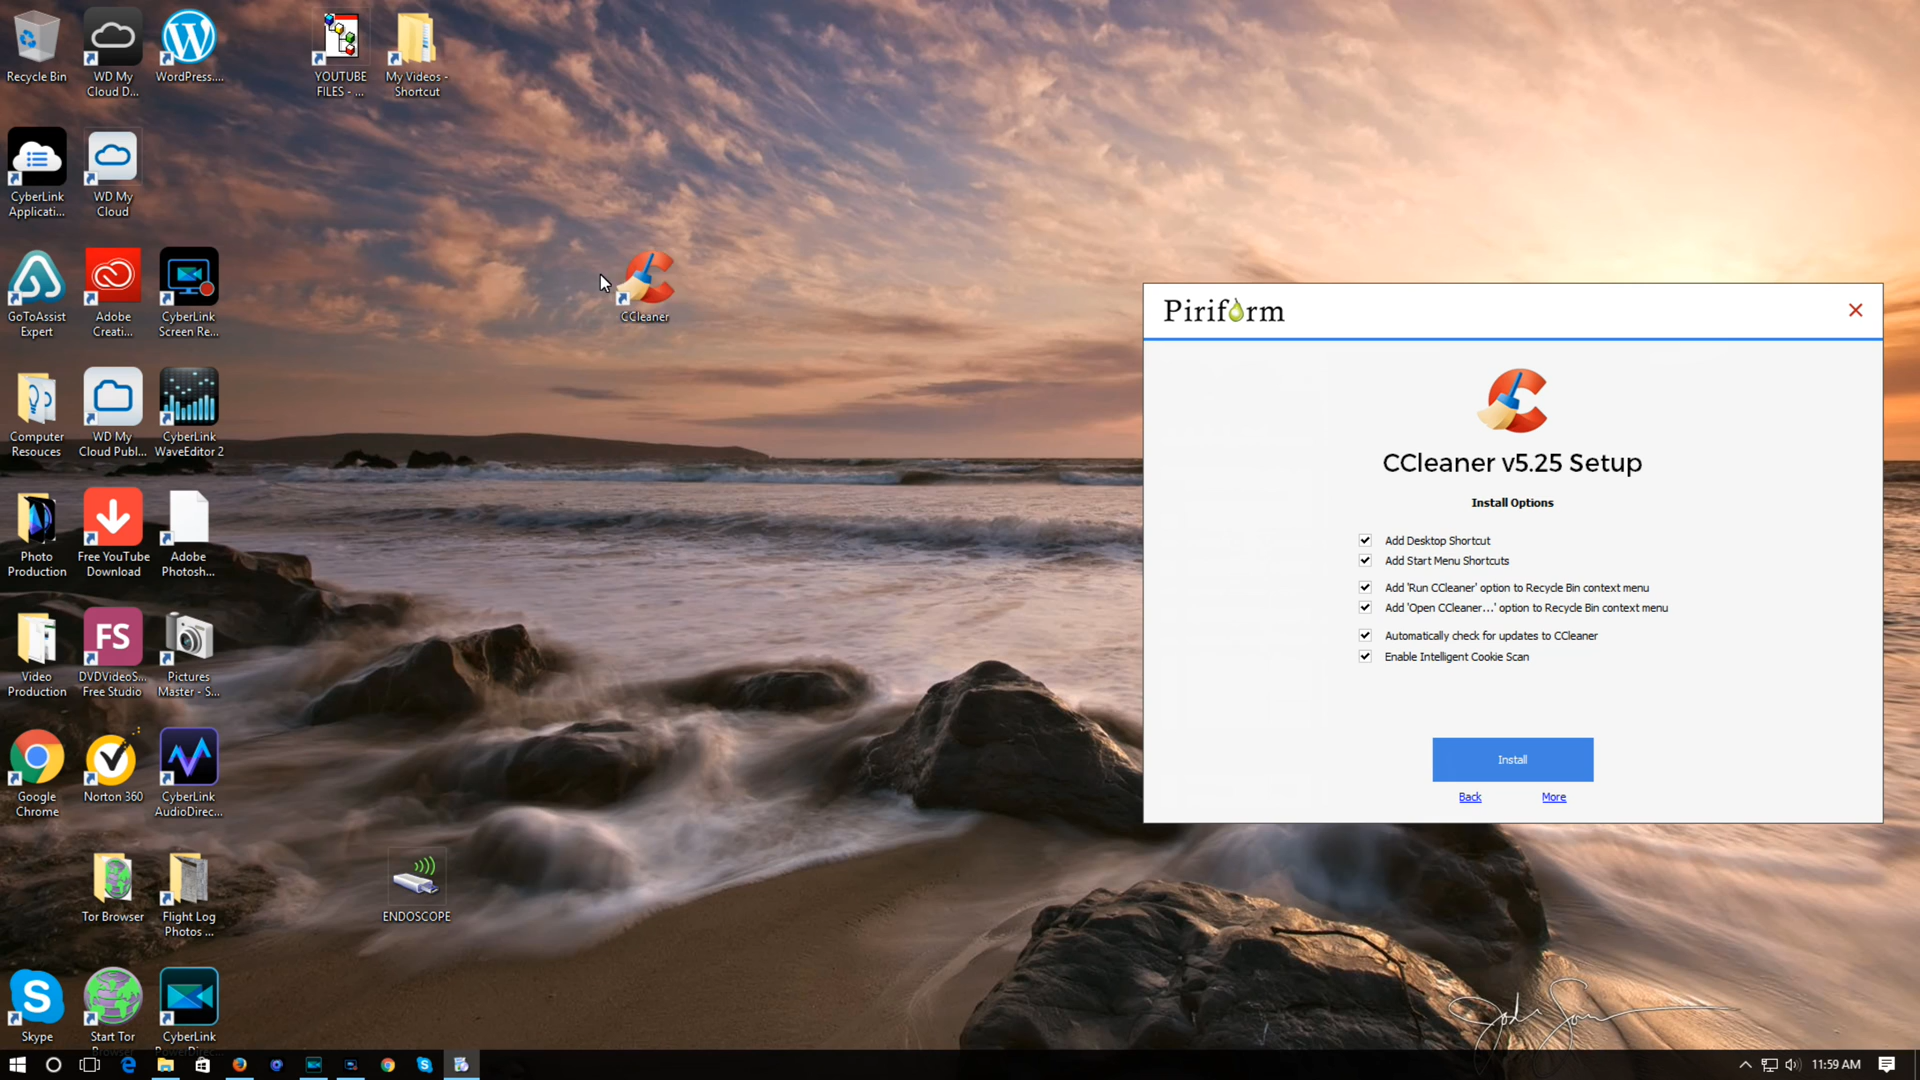 Recycle Bin
WD My
Cloud D...
WordPress....
YOUTUBE
FILES - ...
My Videos -
Shortcut
CyberLink
Applicati...
WD My
Cloud
GoToAssist
Expert
Adobe
Creati...
CyberLink
Screen Re...
CCleaner
Computer
Resouces
WD My
Cloud Publ...
CyberLink
WaveEditor 2
Photo
Production
Free YouTube
Download
Adobe
Photosh...
Video
Production
FS
DVDVideoS...
Free Studio
Pictures
Master - S...
Google
Chrome
Norton 360
CyberLink
AudioDirec...
Tor Browser
Flight Log
Photos ...
ENDOSCOPE
Skype
Start Tor
Browser
CyberLink
PowerDirec...
Piriform
CCleaner v5.25 Setup
Install Options
Add Desktop Shortcut
Add Start Menu Shortcuts
Add 'Run CCleaner' option to Recycle Bin context menu
Add 'Open CCleaner...' option to Recycle Bin context menu
Automatically check for updates to CCleaner
Enable Intelligent Cookie Scan
Install
Back
More
11:59 AM